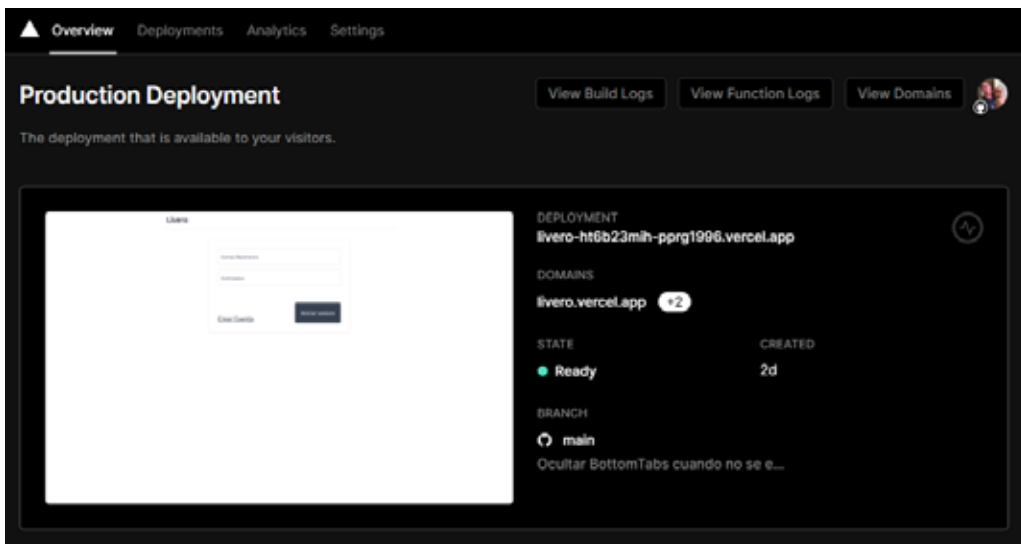 Overview Deployments Analytics Settings
Production Deployment
View Build Logs View Function Logs View Domains
The deployment that is available to your visitors.
Livero
DEPLOYMENT
livero-ht6b23mih-pprg1996.vercel.app
DOMAINS
livero.vercel.app +2
STATE CREATED
Ready 2d
BRANCH
main
Ocultar BottomTabs cuando no se e...